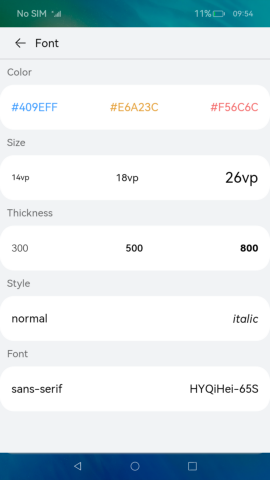 No SIM 11% 09:54
Font
Color
#409EFF #E6A23C #F56C6C
Size
14vp 18vp 26vp
Thickness
300 500 800
Style
normal italic
Font
sans-serif HYQiHei-65S